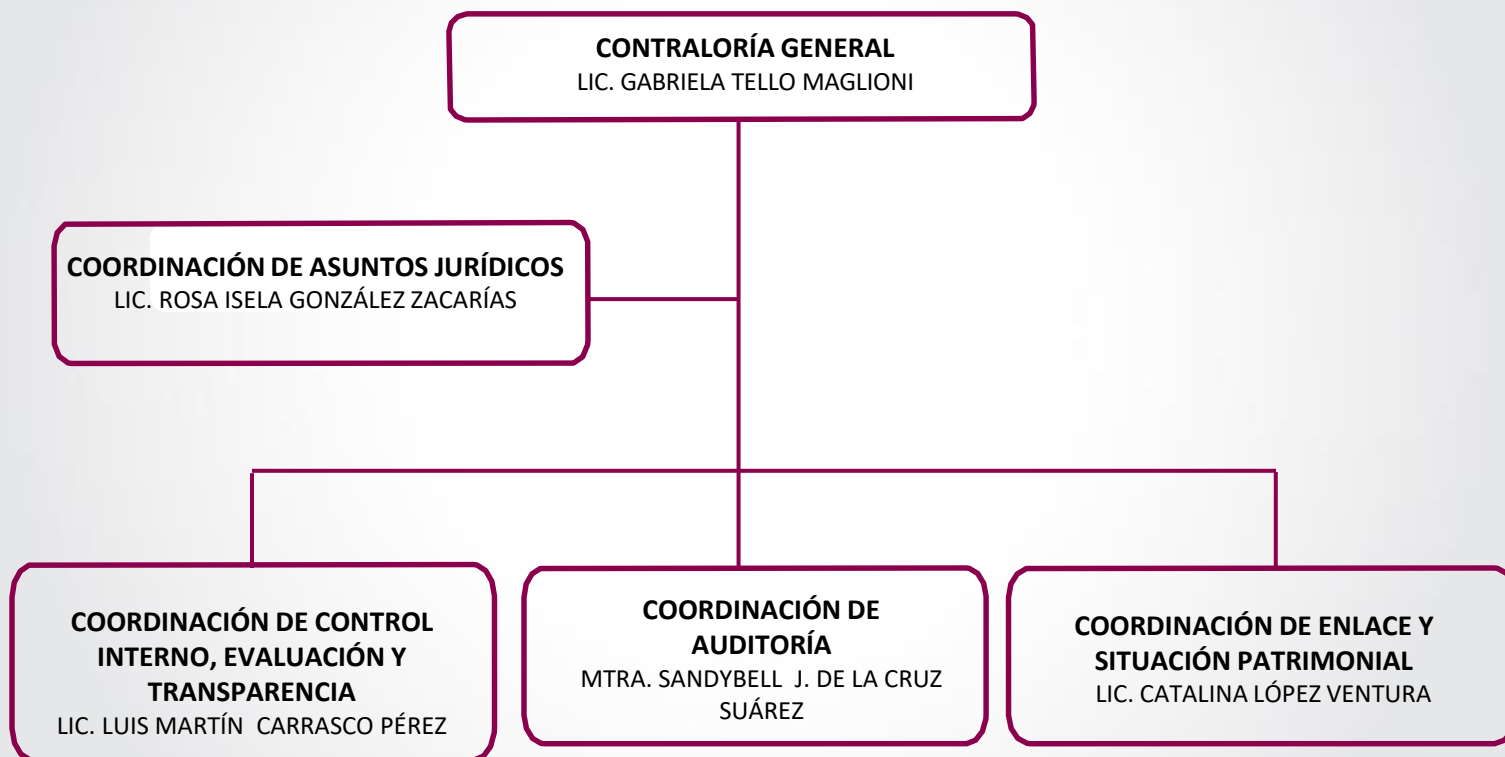 CONTRALORÍA GENERAL
LIC. GABRIELA TELLO MAGLIONI
COORDINACIÓN DE ASUNTOS JURÍDICOS
LIC. ROSA ISELA GONZÁLEZ ZACARÍAS
COORDINACIÓN DE CONTROL
INTERNO, EVALUACIÓN Y
TRANSPARENCIA
LIC. LUIS MARTÍN CARRASCO PÉREZ
COORDINACIÓN DE
AUDITORÍA
MTRA. SANDYBELL J. DE LA CRUZ
SUÁREZ
COORDINACIÓN DE ENLACE Y
SITUACIÓN PATRIMONIAL
LIC. CATALINA LÓPEZ VENTURA